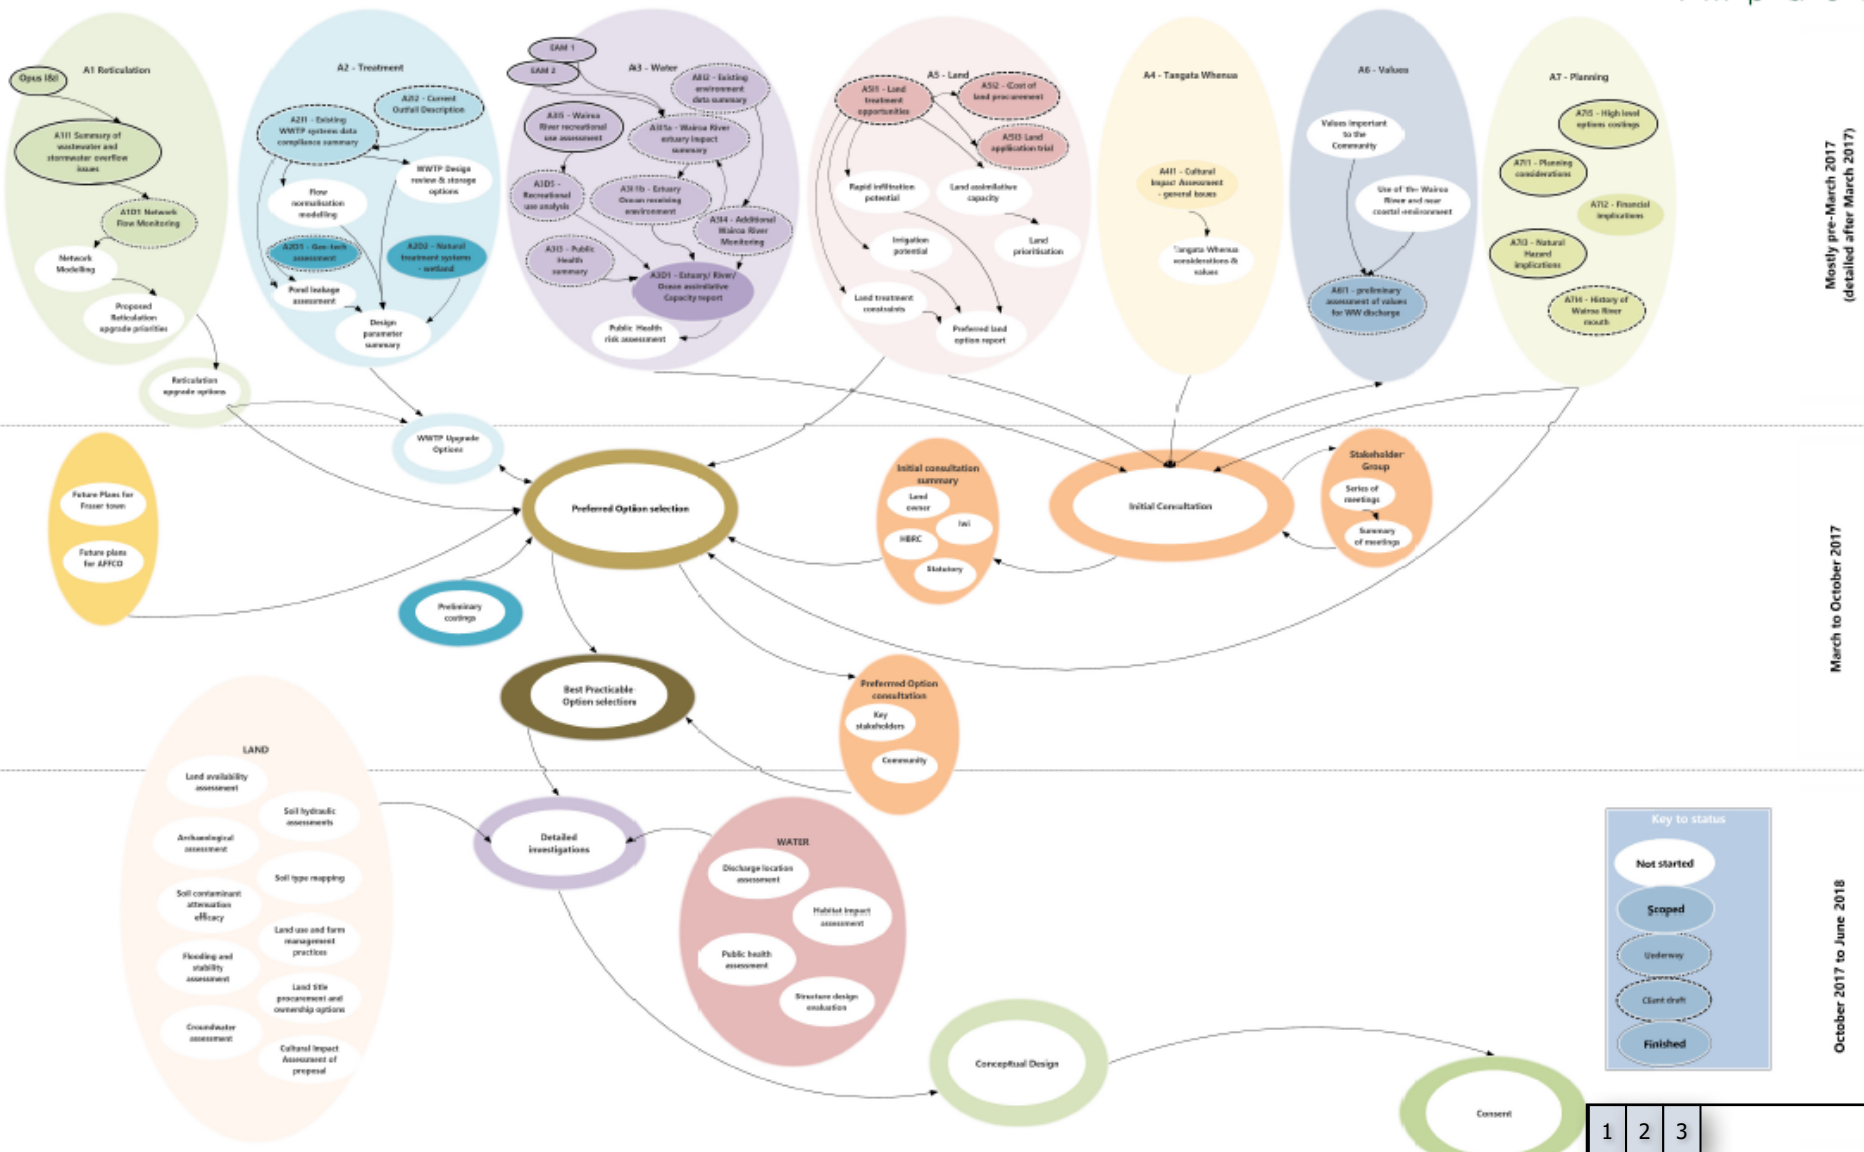 A1 Reticulation
Opus I&I
A1I1 Summary of
wastewater and
stormwater overflow
issues
A1D1 Network
Flow Monitoring
Network
Modelling
Proposed
Reticulation
upgrade priorities
Reticulation
upgrade options
A2 - Treatment
A2I2 - Current
Outfall Description
A2I1 - Existing
WWTP systems data
compliance summary
WWTP Design
review & storage
options
Flow
normalisation
modelling
A2D1 - Geo-tech
assessment
A2D2 - Natural
treatment systems
- wetland
Pond leakage
assessment
Design
parameter
summary
EAM 1
EAM 2
A3 - Water
A3I2 - Existing
environment
data summary
A3I5 - Wairoa
River recreational
use assessment
A3I1a - Wairoa River
estuary impact
summary
A3D5 -
Recreational
use analysis
A3I1b - Estuary
Ocean receiving
environment
A3I4 - Additional
Wairoa River
Monitoring
A3I3 - Public
Health
summary
A3D1 - Estuary/ River/
Ocean assimilative
Capacity report
Public Health
risk assessment
A5 - Land
A5I1 - Land
treatment
opportunities
A5I2 - Cost of
land procurement
A5I3 Land
application trial
Rapid infiltration
potential
Land assimilative
capacity
Irrigation
potential
Land
prioritisation
Land treatment
constraints
Preferred land
option report
A4 - Tangata Whenua
A4I1 - Cultural
Impact Assessment
- general issues
Tangata Whenua
considerations &
values
A6 - Values
Values important
to the
Community
Use of the Wairoa
River and near
coastal environment
A6I1 - preliminary
assessment of values
for WW discharge
A7 - Planning
A7I5 - High level
options costings
A7I1 - Planning
considerations
A7I2 - Financial
implications
A7I3 - Natural
Hazard
implications
A7I4 - History of
Wairoa River
mouth
Mostly pre-March 2017
(detailed after March 2017)
WWTP Upgrade
Options
Future Plans for
Fraser town
Future plans
for AFFCO
Preferred Option selection
Preliminary
costings
Initial consultation
summary
Land
owner
Iwi
HBRC
Statutory
Initial Consultation
Stakeholder
Group
Series of
meetings
Summary
of meetings
March to October 2017
Best Practicable
Option selection
Preferrred Option
consultation
Key
stakeholders
Community
LAND
Land availability
assessment
Soil hydraulic
assessments
Archaeological
assessment
Soil type mapping
Soil contaminant
attenuation
efficacy
Land use and farm
management
practices
Flooding and
stability
assessment
Land title
procurement and
ownership options
Groundwater
assessment
Cultural Impact
Assessment of
proposal
Detailed
investigations
WATER
Discharge location
assessment
Habitat Impact
assessment
Public health
assessment
Structure design
evaluation
Conceptual Design
Consent
Key to status
Not started
Scoped
Underway
Client draft
Finished
October 2017 to June 2018
1 2 3